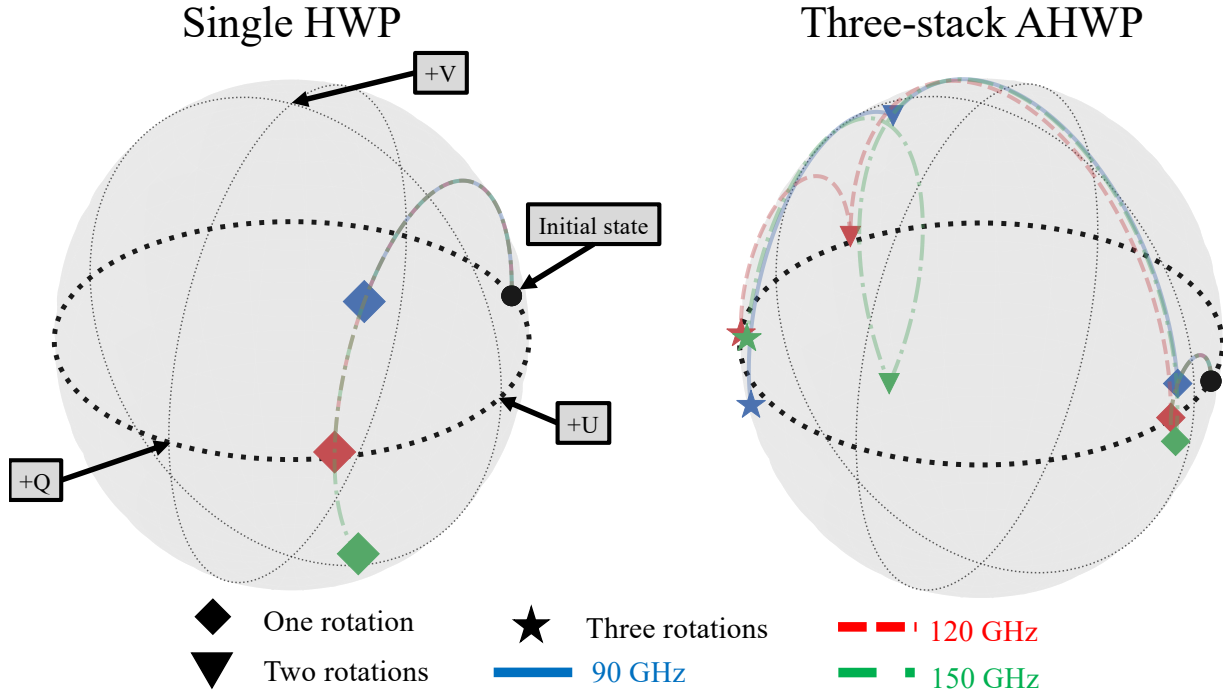 Single HWP
Three-stack AHWP
+V
Initial state
+U
+Q
One rotation
Three rotations
120 GHz
Two rotations
90 GHz
150 GHz